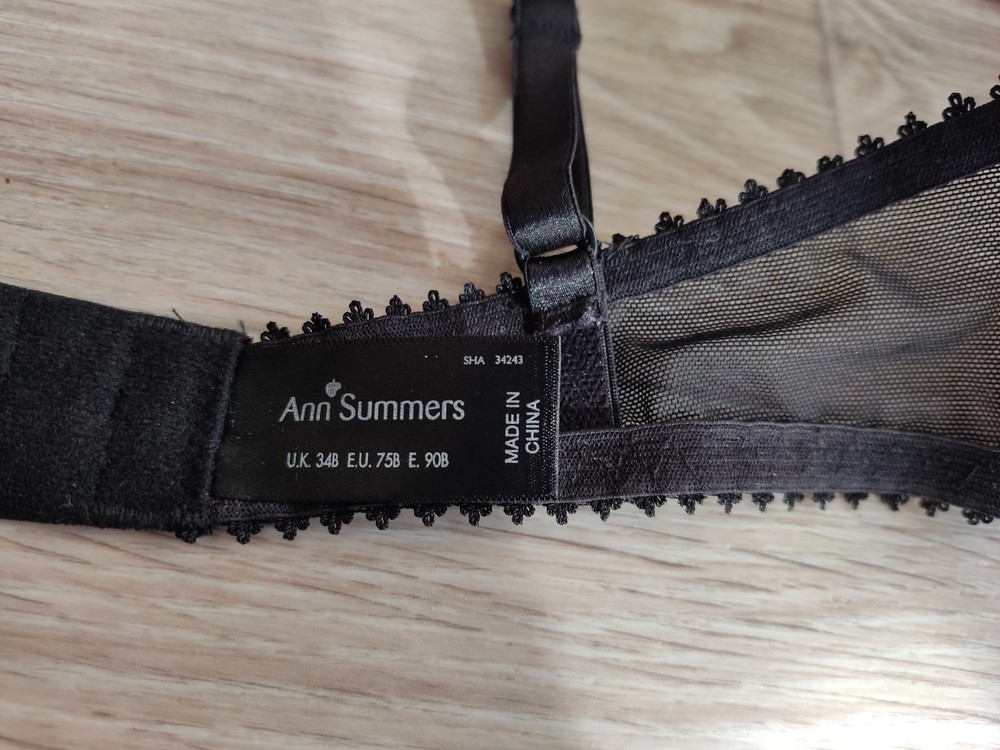 SHA 34243
Ann Summers
U.K. 34B E.U. 75B E. 90B
MADE IN
CHINA